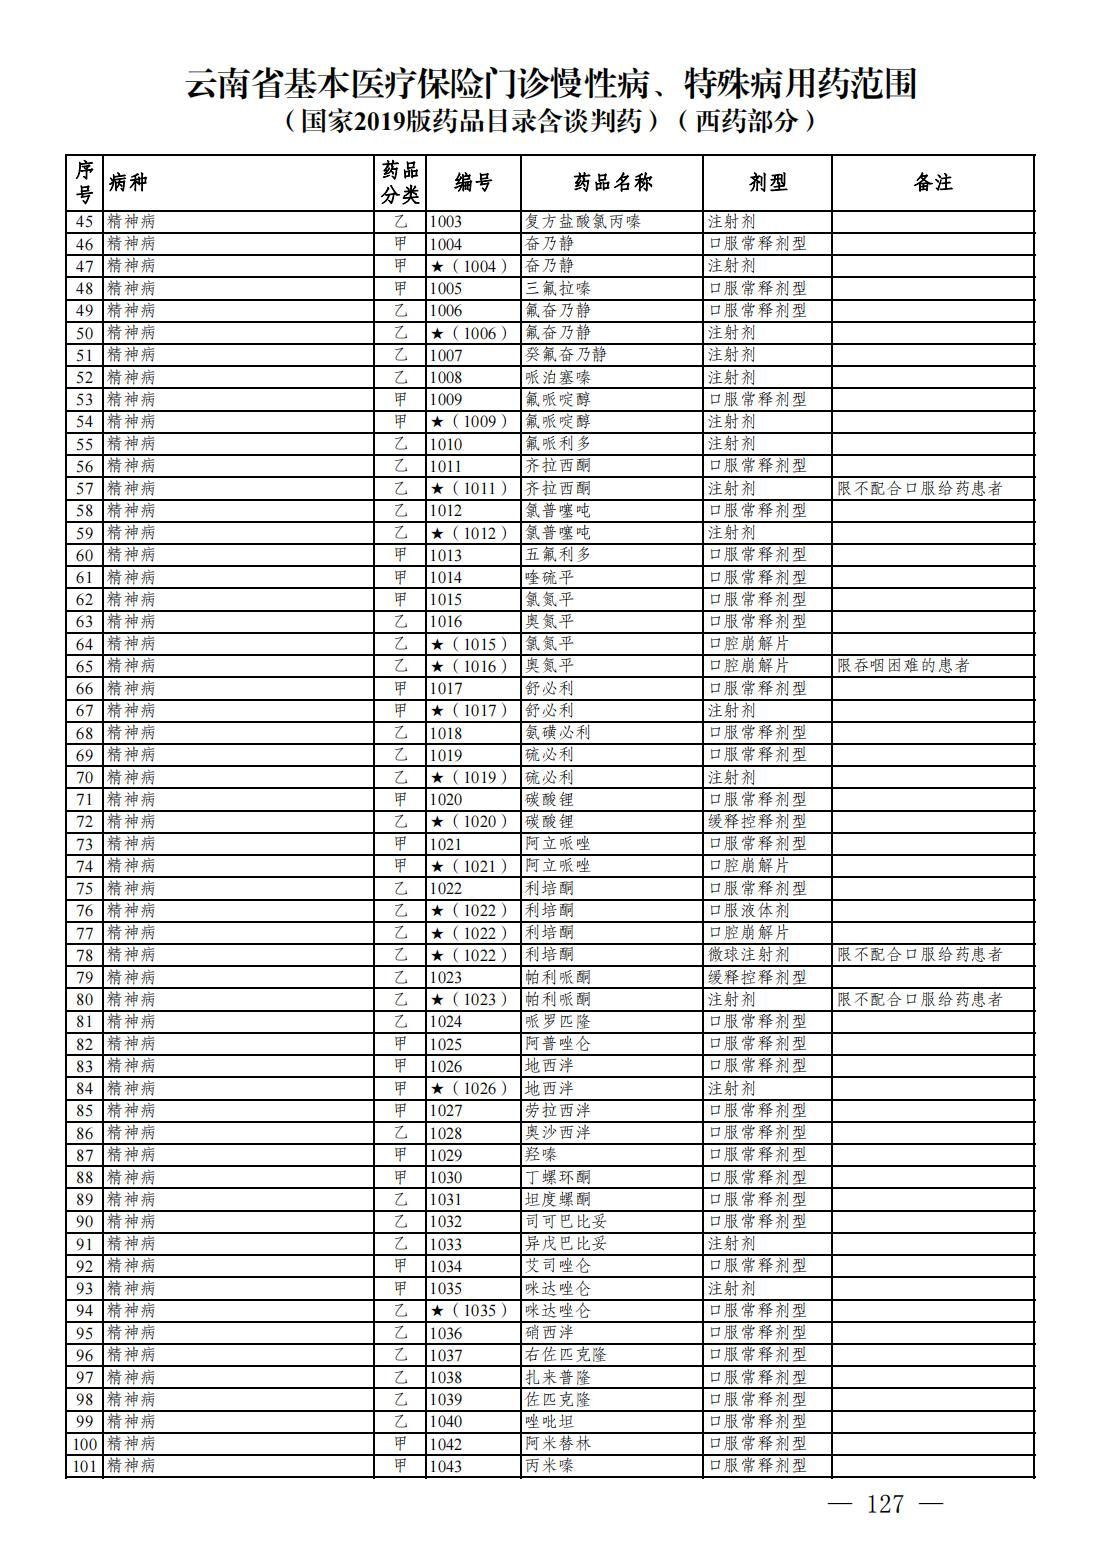 云南省基本医疗保险门诊慢性病、特殊病用药范围
（国家2019版药品目录含谈判药）（西药部分）
序号 病种 药品分类 编号 药品名称 剂型 备注
45 精神病 乙 1003 复方盐酸氯丙嗪 注射剂
46 精神病 甲 1004 奋乃静 口服常释剂型
47 精神病 甲 ★（1004） 奋乃静 注射剂
48 精神病 甲 1005 三氟拉嗪 口服常释剂型
49 精神病 乙 1006 氟奋乃静 口服常释剂型
50 精神病 乙 ★（1006） 氟奋乃静 注射剂
51 精神病 乙 1007 癸氟奋乃静 注射剂
52 精神病 乙 1008 哌泊塞嗪 注射剂
53 精神病 甲 1009 氟哌啶醇 口服常释剂型
54 精神病 甲 ★（1009） 氟哌啶醇 注射剂
55 精神病 乙 1010 氟哌利多 注射剂
56 精神病 乙 1011 齐拉西酮 口服常释剂型
57 精神病 乙 ★（1011） 齐拉西酮 注射剂 限不配合口服给药患者
58 精神病 乙 1012 氯普噻吨 口服常释剂型
59 精神病 乙 ★（1012） 氯普噻吨 注射剂
60 精神病 甲 1013 五氟利多 口服常释剂型
61 精神病 甲 1014 喹硫平 口服常释剂型
62 精神病 甲 1015 氯氮平 口服常释剂型
63 精神病 乙 1016 奥氮平 口服常释剂型
64 精神病 乙 ★（1015） 氯氮平 口腔崩解片
65 精神病 乙 ★（1016） 奥氮平 口腔崩解片 限吞咽困难的患者
66 精神病 甲 1017 舒必利 口服常释剂型
67 精神病 甲 ★（1017） 舒必利 注射剂
68 精神病 乙 1018 氨磺必利 口服常释剂型
69 精神病 乙 1019 硫必利 口服常释剂型
70 精神病 乙 ★（1019） 硫必利 注射剂
71 精神病 甲 1020 碳酸锂 口服常释剂型
72 精神病 乙 ★（1020） 碳酸锂 缓释控释剂型
73 精神病 甲 1021 阿立哌唑 口服常释剂型
74 精神病 甲 ★（1021） 阿立哌唑 口腔崩解片
75 精神病 乙 1022 利培酮 口服常释剂型
76 精神病 乙 ★（1022） 利培酮 口服液体剂
77 精神病 乙 ★（1022） 利培酮 口腔崩解片
78 精神病 乙 ★（1022） 利培酮 微球注射剂 限不配合口服给药患者
79 精神病 乙 1023 帕利哌酮 缓释控释剂型
80 精神病 乙 ★（1023） 帕利哌酮 注射剂 限不配合口服给药患者
81 精神病 乙 1024 哌罗匹隆 口服常释剂型
82 精神病 甲 1025 阿普唑仑 口服常释剂型
83 精神病 甲 1026 地西泮 口服常释剂型
84 精神病 甲 ★（1026） 地西泮 注射剂
85 精神病 甲 1027 劳拉西泮 口服常释剂型
86 精神病 乙 1028 奥沙西泮 口服常释剂型
87 精神病 甲 1029 羟嗪 口服常释剂型
88 精神病 甲 1030 丁螺环酮 口服常释剂型
89 精神病 乙 1031 坦度螺酮 口服常释剂型
90 精神病 乙 1032 司可巴比妥 口服常释剂型
91 精神病 乙 1033 异戊巴比妥 注射剂
92 精神病 甲 1034 艾司唑仑 口服常释剂型
93 精神病 甲 1035 咪达唑仑 注射剂
94 精神病 乙 ★（1035） 咪达唑仑 口服常释剂型
95 精神病 乙 1036 硝西泮 口服常释剂型
96 精神病 乙 1037 右佐匹克隆 口服常释剂型
97 精神病 乙 1038 扎来普隆 口服常释剂型
98 精神病 乙 1039 佐匹克隆 口服常释剂型
99 精神病 乙 1040 唑吡坦 口服常释剂型
100 精神病 甲 1042 阿米替林 口服常释剂型
101 精神病 甲 1043 丙米嗪 口服常释剂型
— 127 —